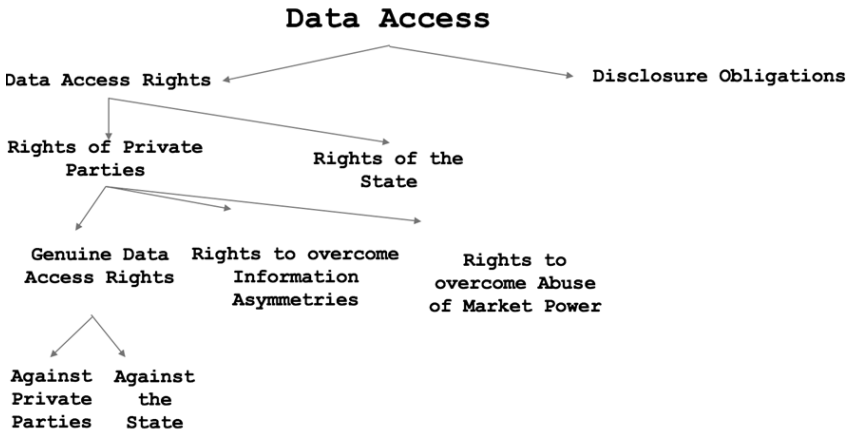 Data Access
Data Access Rights
Disclosure Obligations
Rights of Private
Parties
Rights of the
State
Genuine Data
Access Rights
Rights to overcome
Information
Asymmetries
Rights to
overcome Abuse
of Market Power
Against
Private
Parties
Against
the
State